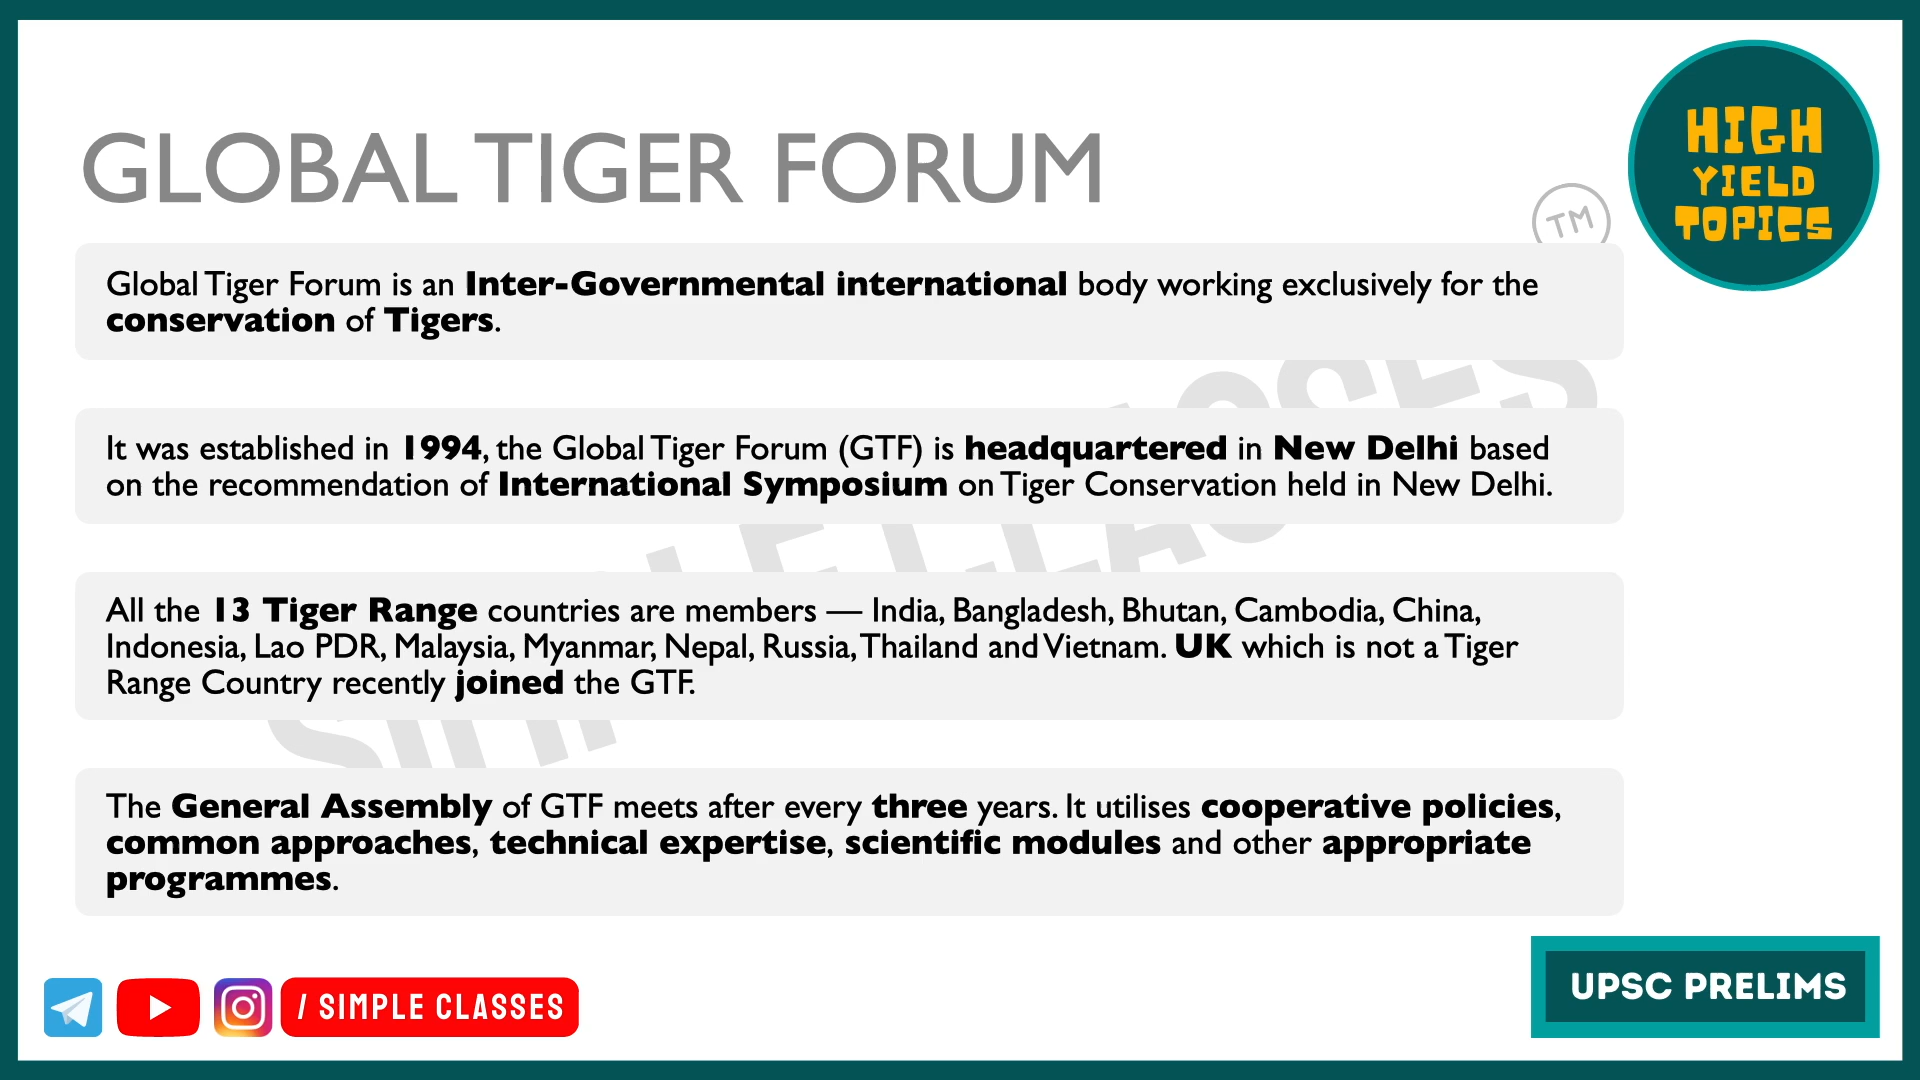 GLOBAL TIGER FORUM
HIGH
YIELD
TOPICS
TM
Global Tiger Forum is an Inter-Governmental international body working exclusively for the
conservation of Tigers.
It was established in 1994, the Global Tiger Forum (GTF) is headquartered in New Delhi based
on the recommendation of International Symposium on Tiger Conservation held in New Delhi.
All the 13 Tiger Range countries are members — India, Bangladesh, Bhutan, Cambodia, China,
Indonesia, Lao PDR, Malaysia, Myanmar, Nepal, Russia, Thailand and Vietnam. UK which is not a Tiger
Range Country recently joined the GTF.
The General Assembly of GTF meets after every three years. It utilises cooperative policies,
common approaches, technical expertise, scientific modules and other appropriate
programmes.
SIMPLE CLASSES
/ SIMPLE CLASSES
UPSC PRELIMS